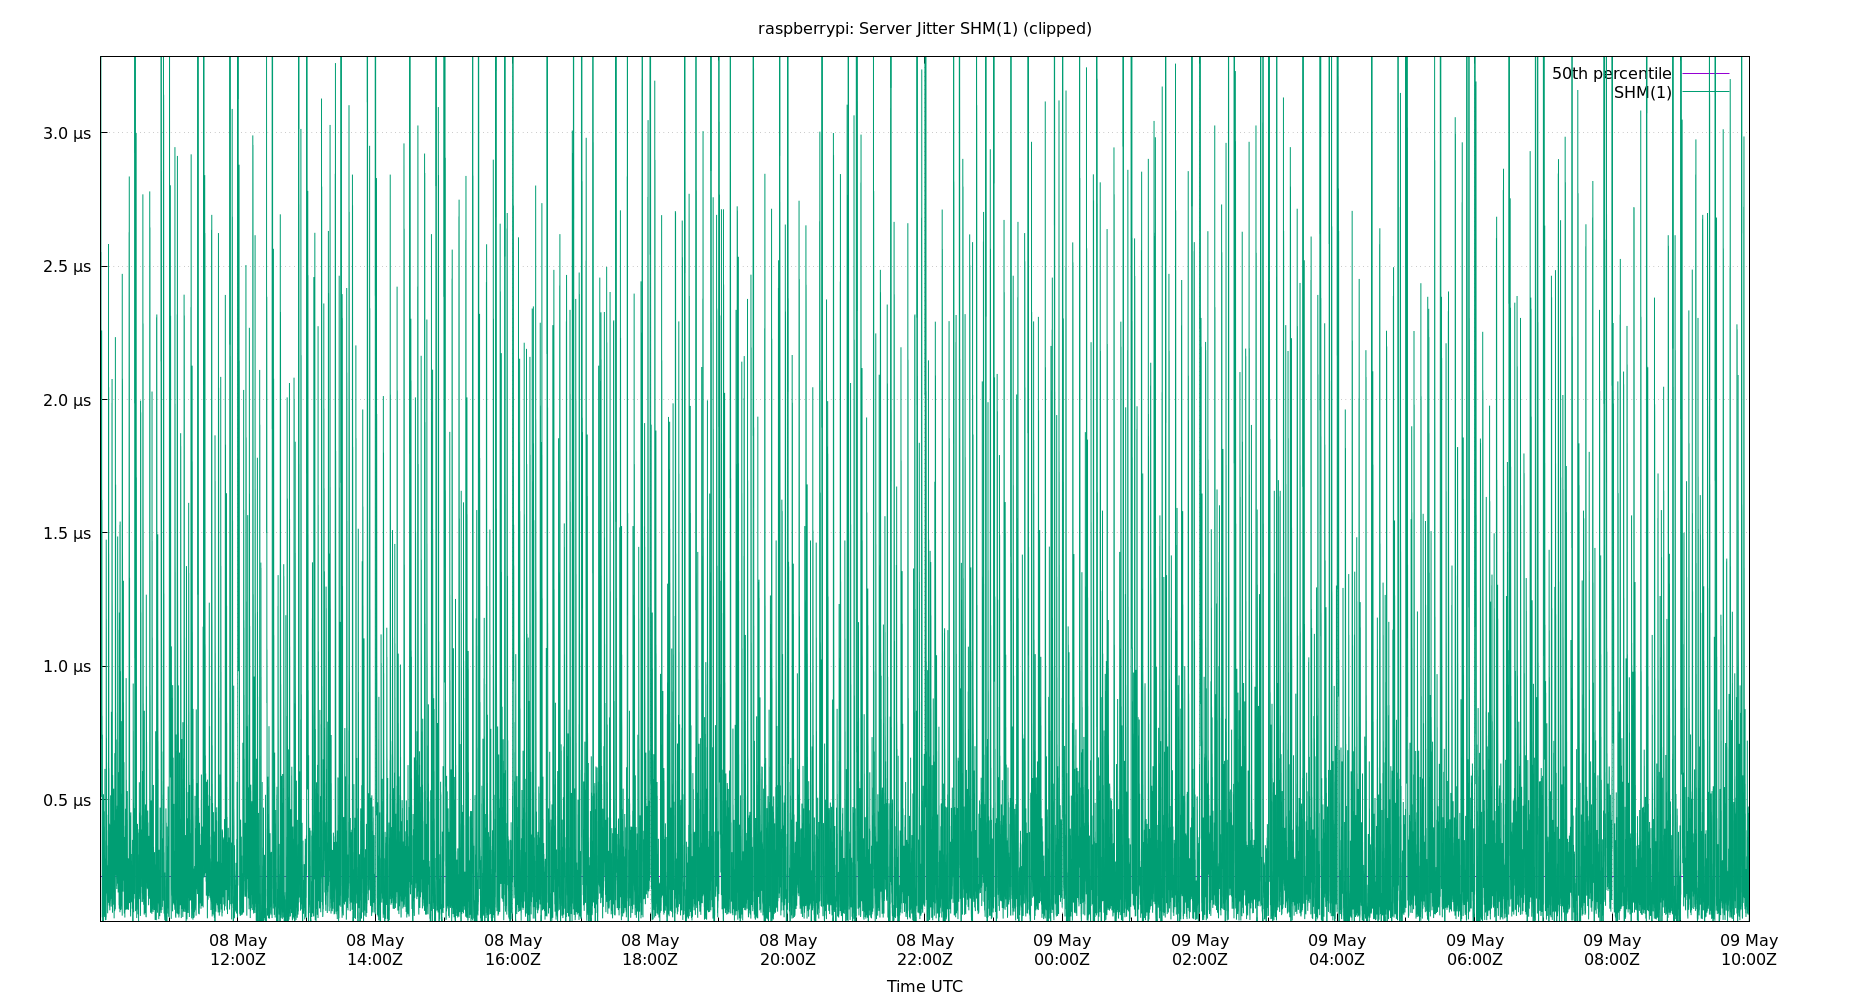 raspberrypi: Server Jitter SHM(1) (clipped)
50th percentile
SHM(1)
3.0 µs
2.5 µs
2.0 µs
1.5 µs
1.0 µs
0.5 µs
08 May 08 May 08 May 08 May 08 May 08 May 09 May 09 May 09 May 09 May 09 May 09 May
12:00Z 14:00Z 16:00Z 18:00Z 20:00Z 22:00Z 00:00Z 02:00Z 04:00Z 06:00Z 08:00Z 10:00Z
Time UTC